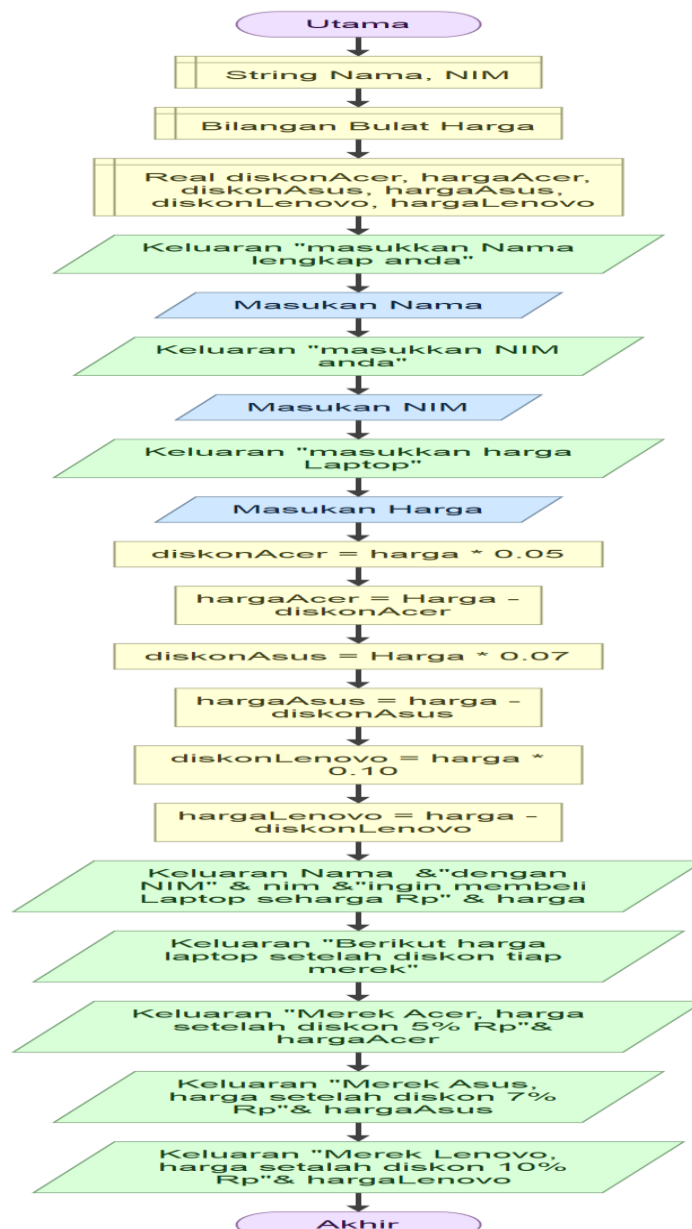 Utama
String Nama, NIM
Bilangan Bulat Harga
Real diskonAcer, hargaAcer,
diskonAsus, hargaAsus,
diskonLenovo, hargaLenovo
Keluaran "masukkan Nama
lengkap anda"
Masukan Nama
Keluaran "masukkan NIM
anda"
Masukan NIM
Keluaran "masukkan harga
Laptop"
Masukan Harga
diskonAcer = harga * 0.05
hargaAcer = Harga -
diskonAcer
diskonAsus = Harga * 0.07
hargaAsus = harga -
diskonAsus
diskonLenovo = harga *
0.10
hargaLenovo = harga -
diskonLenovo
Keluaran Nama &"dengan
NIM" & nim &"ingin membeli
Laptop seharga Rp" & harga
Keluaran "Berikut harga
laptop setelah diskon tiap
merek"
Keluaran "Merek Acer, harga
setelah diskon 5% Rp"&
hargaAcer
Keluaran "Merek Asus,
harga setelah diskon 7%
Rp"& hargaAsus
Keluaran "Merek Lenovo,
harga setalah diskon 10%
Rp"& hargaLenovo
Akhir